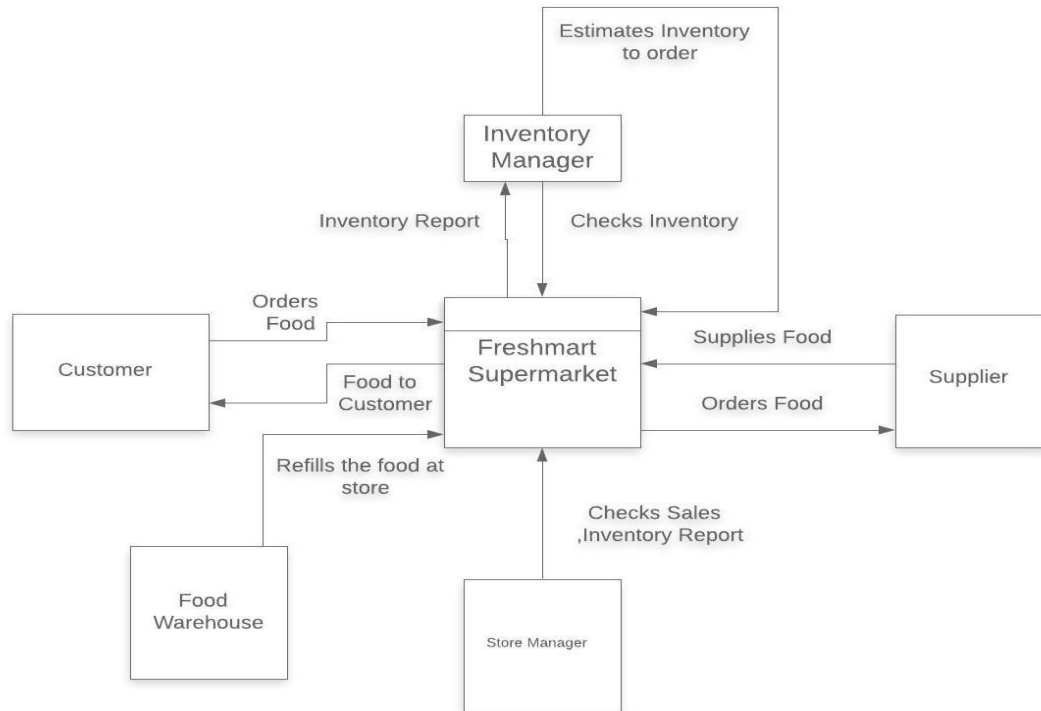 Estimates Inventory
to order
Inventory
Manager
Inventory Report
Checks Inventory
Orders
Food
Customer
Food to
Customer
Freshmart
Supermarket
Supplies Food
Orders Food
Supplier
Refills the food at
store
Checks Sales
,Inventory Report
Food
Warehouse
Store Manager